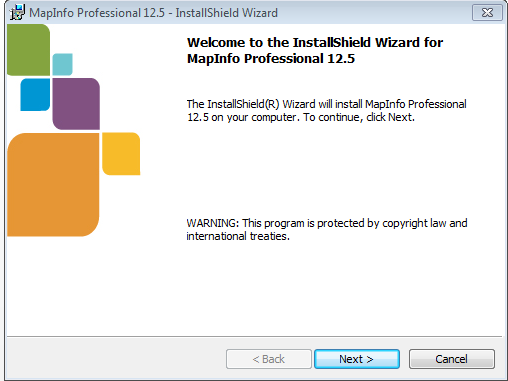 MapInfo Professional 12.5 - InstallShield Wizard
Welcome to the InstallShield Wizard for
MapInfo Professional 12.5
The InstallShield(R) Wizard will install MapInfo Professional
12.5 on your computer. To continue, click Next.
WARNING: This program is protected by copyright law and
international treaties.
< Back
Next >
Cancel